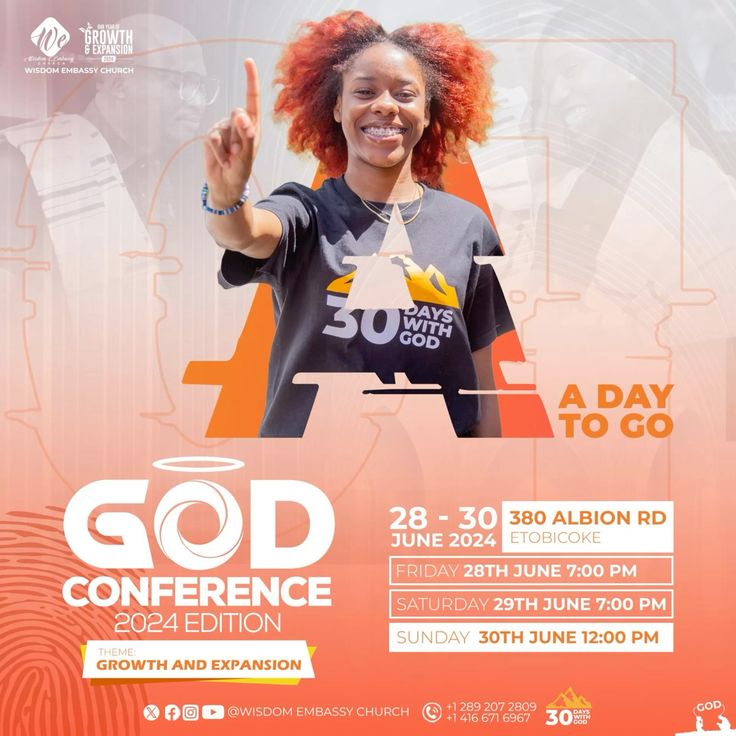 We
Wisdom Embassy
CHURCH
WISDOM EMBASSY CHURCH
OUR YEAR OF
GROWTH
& EXPANSION
2024
30 DAYS
WITH
GOD
A
A DAY
TO GO
GOD
CONFERENCE
2024 EDITION
THEME:
GROWTH AND EXPANSION
28 - 30
JUNE 2024
380 ALBION RD
ETOBICOKE
FRIDAY 28TH JUNE 7:00 PM
SATURDAY 29TH JUNE 7:00 PM
SUNDAY 30TH JUNE 12:00 PM
@WISDOM EMBASSY CHURCH
+1 289 207 2809
+1 416 671 6967
30 DAYS
WITH
GOD
GOD